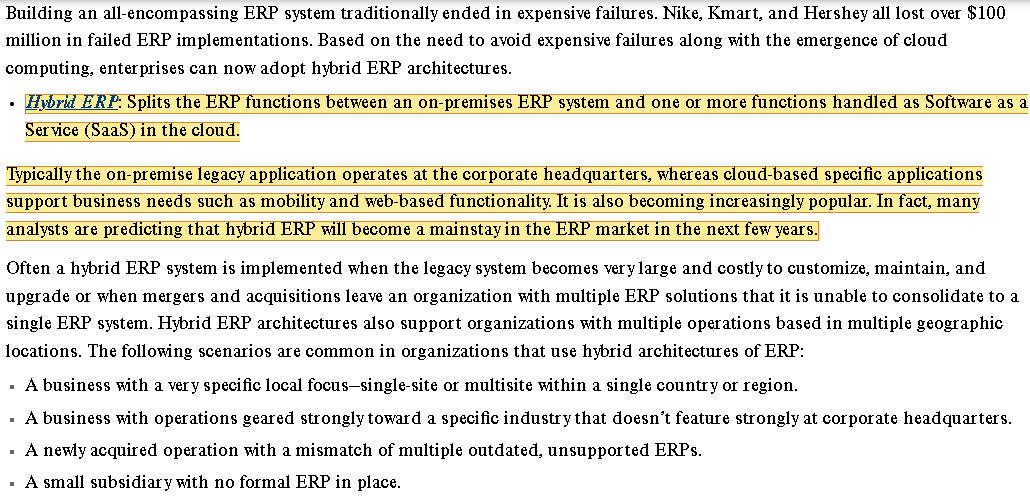 Building an all-encompassing ERP system traditionally ended in expensive failures. Nike, Kmart, and Hershey all lost over $100
million in failed ERP implementations. Based on the need to avoid expensive failures along with the emergence of cloud
computing, enterprises can now adopt hybrid ERP architectures.
• Hybrid ERP: Splits the ERP functions between an on-premises ERP system and one or more functions handled as Software as a
Service (SaaS) in the cloud.
Typically the on-premise legacy application operates at the corporate headquarters, whereas cloud-based specific applications
support business needs such as mobility and web-based functionality. It is also becoming increasingly popular. In fact, many
analysts are predicting that hybrid ERP will become a mainstay in the ERP market in the next few years.
Often a hybrid ERP system is implemented when the legacy system becomes very large and costly to customize, maintain, and
upgrade or when mergers and acquisitions leave an organization with multiple ERP solutions that it is unable to consolidate to a
single ERP system. Hybrid ERP architectures also support organizations with multiple operations based in multiple geographic
locations. The following scenarios are common in organizations that use hybrid architectures of ERP:
▪ A business with a very specific local focus—single-site or multisite within a single country or region.
▪ A business with operations geared strongly toward a specific industry that doesn’t feature strongly at corporate headquarters.
▪ A newly acquired operation with a mismatch of multiple outdated, unsupported ERPs.
▪ A small subsidiary with no formal ERP in place.